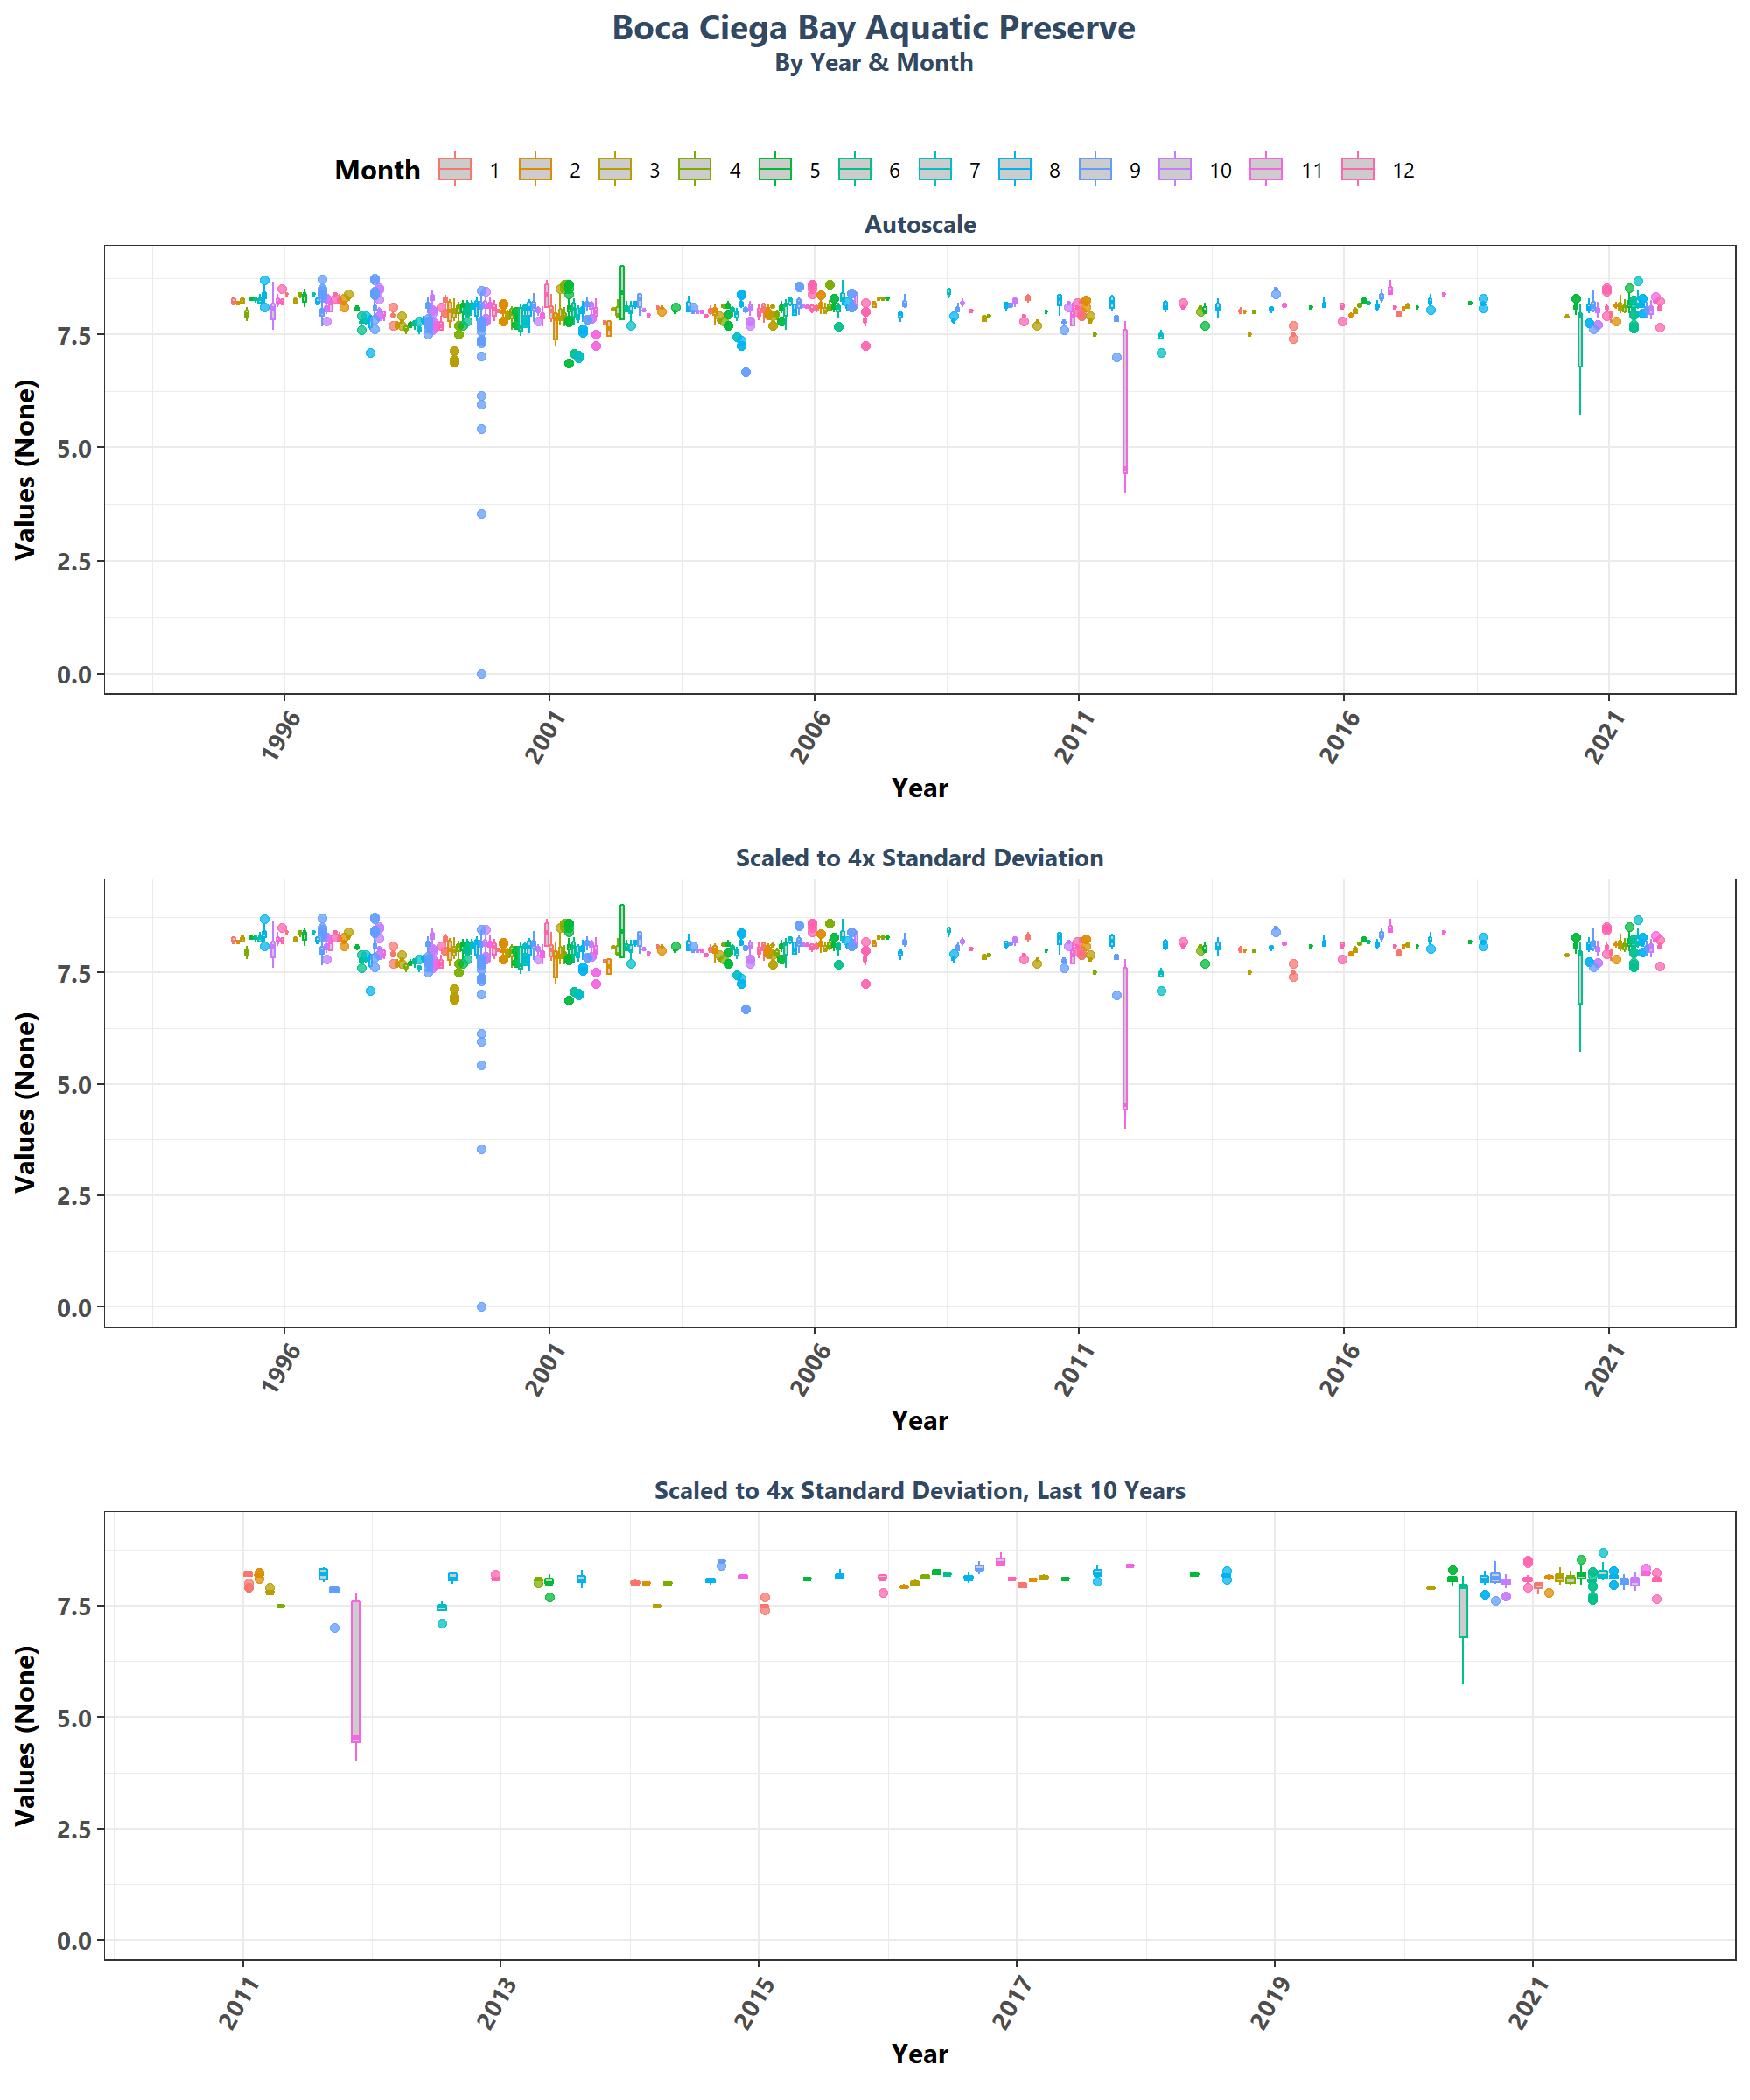 Boca Ciega Bay Aquatic Preserve
By Year & Month
Month 1 2 3 4 5 6 7 8 9 10 11 12
Autoscale
Values (None)
7.5
5.0
2.5
0.0
1996 2001 2006 2011 2016 2021
Year
Scaled to 4x Standard Deviation
Values (None)
7.5
5.0
2.5
0.0
1996 2001 2006 2011 2016 2021
Year
Scaled to 4x Standard Deviation, Last 10 Years
Values (None)
7.5
5.0
2.5
0.0
2011 2013 2015 2017 2019 2021
Year